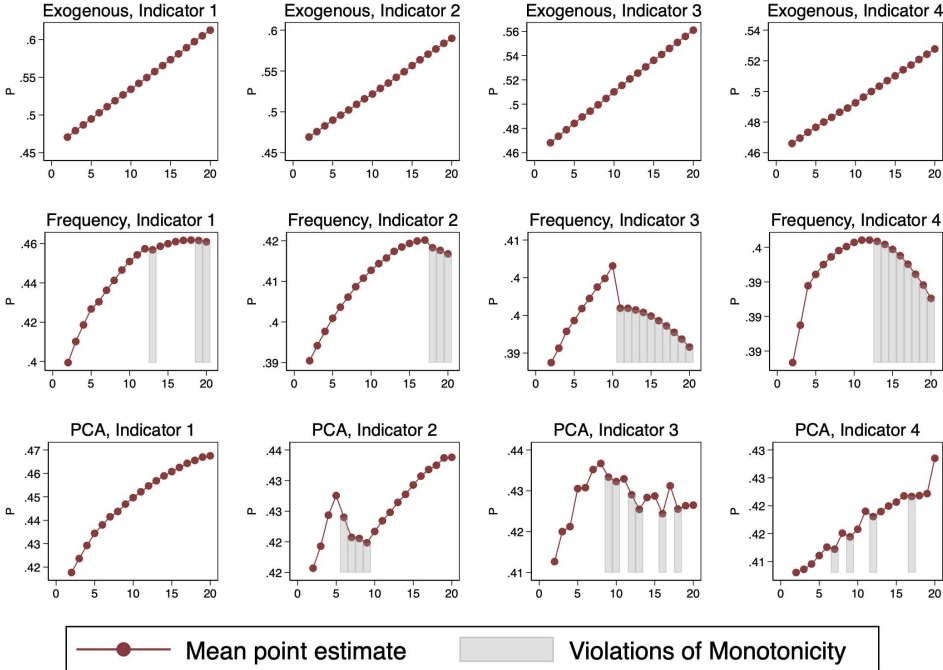 Exogenous, Indicator 1
P
.6
.55
.5
.45
0 5 10 15 20
Exogenous, Indicator 2
P
.6
.55
.5
.45
0 5 10 15 20
Exogenous, Indicator 3
P
.56
.54
.52
.5
.48
.46
0 5 10 15 20
Exogenous, Indicator 4
P
.54
.52
.5
.48
.46
0 5 10 15 20
Frequency, Indicator 1
P
.46
.44
.42
.4
0 5 10 15 20
Frequency, Indicator 2
P
.42
.41
.4
.39
0 5 10 15 20
Frequency, Indicator 3
P
.41
.4
.4
.39
0 5 10 15 20
Frequency, Indicator 4
P
.4
.39
.39
0 5 10 15 20
PCA, Indicator 1
P
.47
.46
.45
.44
.43
.42
0 5 10 15 20
PCA, Indicator 2
P
.44
.43
.43
.42
.42
0 5 10 15 20
PCA, Indicator 3
P
.44
.43
.42
.41
0 5 10 15 20
PCA, Indicator 4
P
.43
.42
.42
.41
0 5 10 15 20
Mean point estimate
Violations of Monotonicity